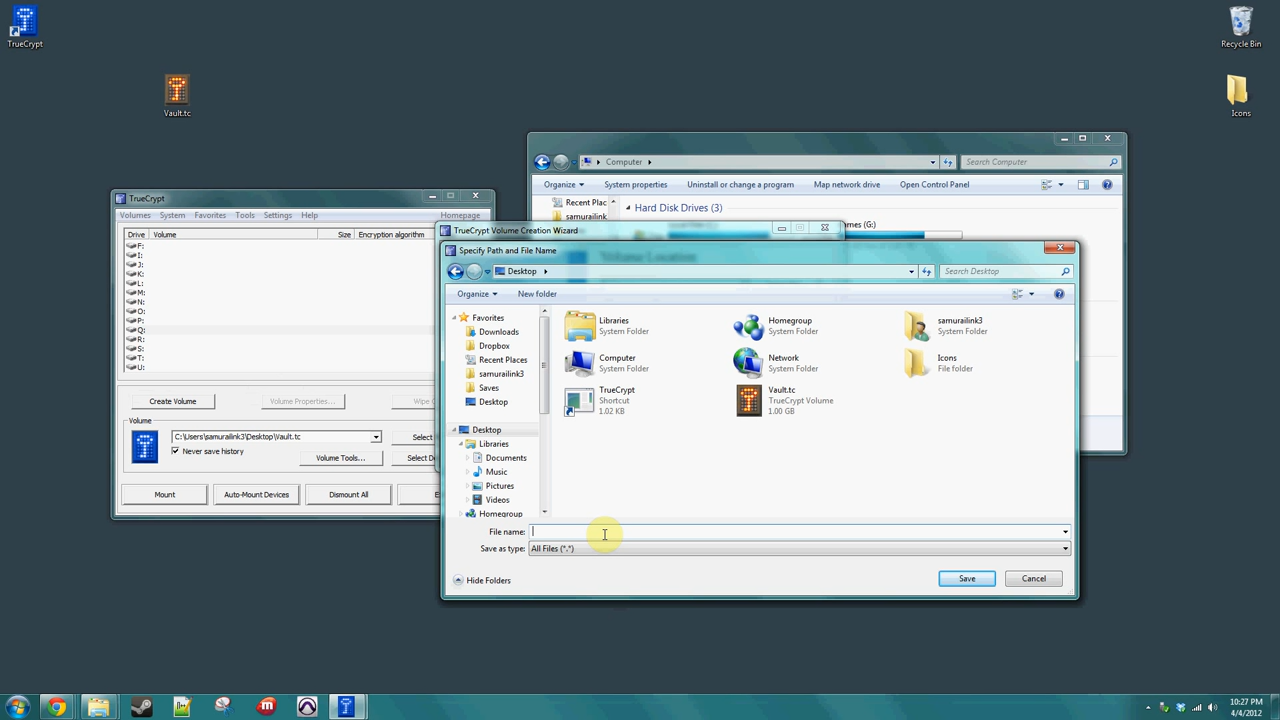 TrueCrypt
Vault.tc
Recycle Bin
Icons
Computer
Search Computer
Organize
System properties
Uninstall or change a program
Map network drive
Open Control Panel
Recent Plac
samurailink
Hard Disk Drives (3)
ames (G:)
TrueCrypt
Volumes System Favorites Tools Settings Help Homepage
Drive Volume Size Encryption algorithm
F:
I:
J:
K:
L:
M:
N:
O:
P:
Q:
R:
S:
T:
U:
Create Volume
Volume Properties...
Wipe C
Volume
C:\Users\samurailink3\Desktop\Vault.tc
Select
Never save history
Volume Tools...
Select De
Mount
Auto-Mount Devices
Dismount All
E
TrueCrypt Volume Creation Wizard
Volume Location
Specify Path and File Name
Desktop
Search Desktop
Organize
New folder
Favorites
Downloads
Dropbox
Recent Places
samurailink3
Saves
Desktop
Desktop
Libraries
Documents
Music
Pictures
Videos
Homegroup
Libraries
System Folder
Homegroup
System Folder
samurailink3
System Folder
Computer
System Folder
Network
System Folder
Icons
File folder
TrueCrypt
Shortcut
1.02 KB
Vault.tc
TrueCrypt Volume
1.00 GB
File name:
Save as type: All Files (*.*)
Hide Folders
Save
Cancel
10:27 PM
4/4/2012